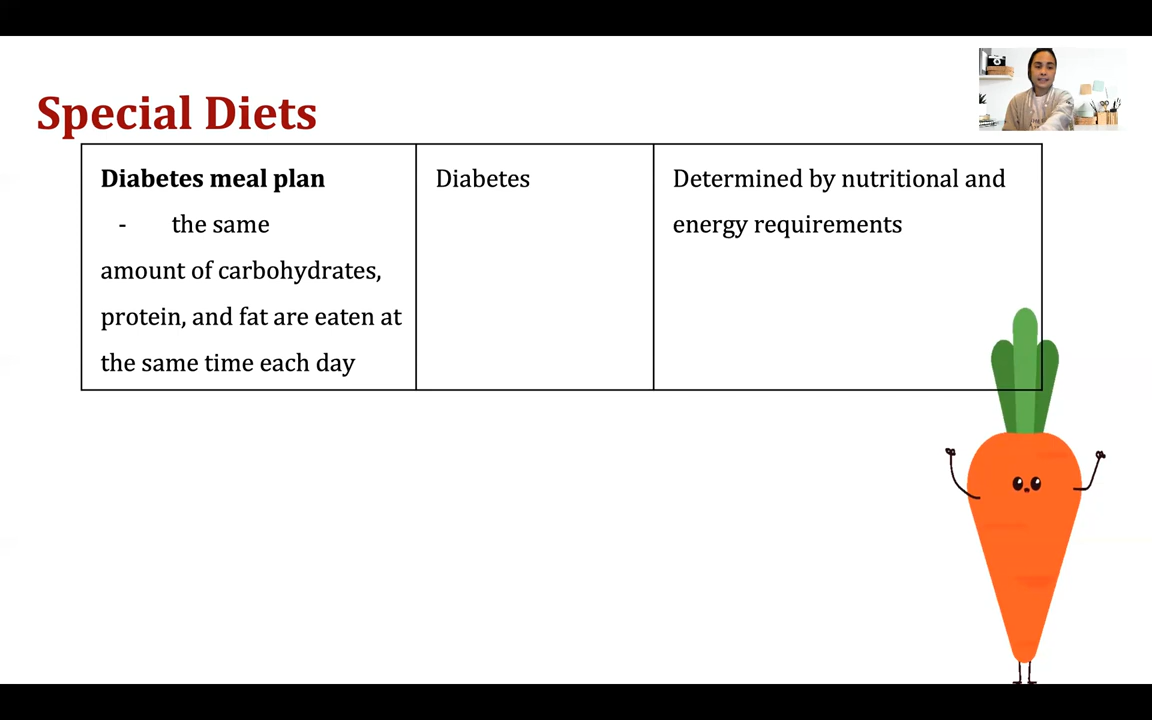 Special Diets
Diabetes meal plan
- the same
amount of carbohydrates,
protein, and fat are eaten at
the same time each day
Diabetes
Determined by nutritional and
energy requirements